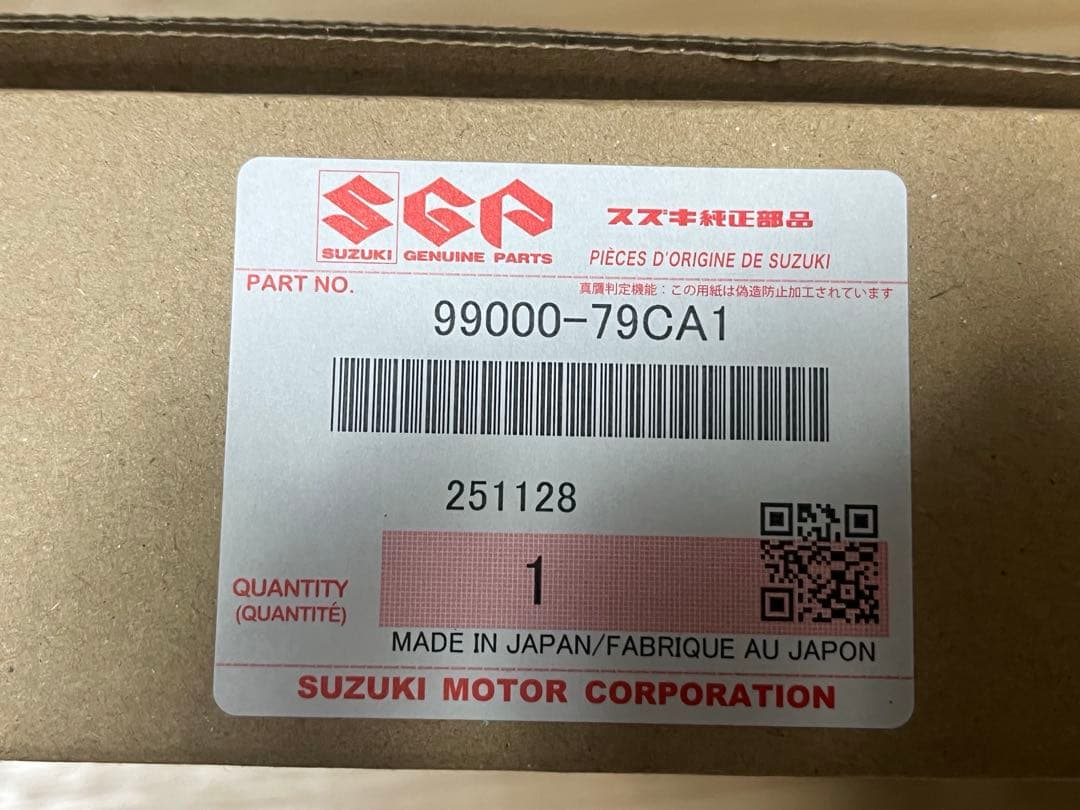 SGP
SUZUKI GENUINE PARTS
スズキ純正部品
PIÈCES D'ORIGINE DE SUZUKI
PART NO.
真贋判定機能：この用紙は偽造防止加工されています
99000-79CA1
251128
QUANTITY
(QUANTITÉ)
1
MADE IN JAPAN/FABRIQUE AU JAPON
SUZUKI MOTOR CORPORATION